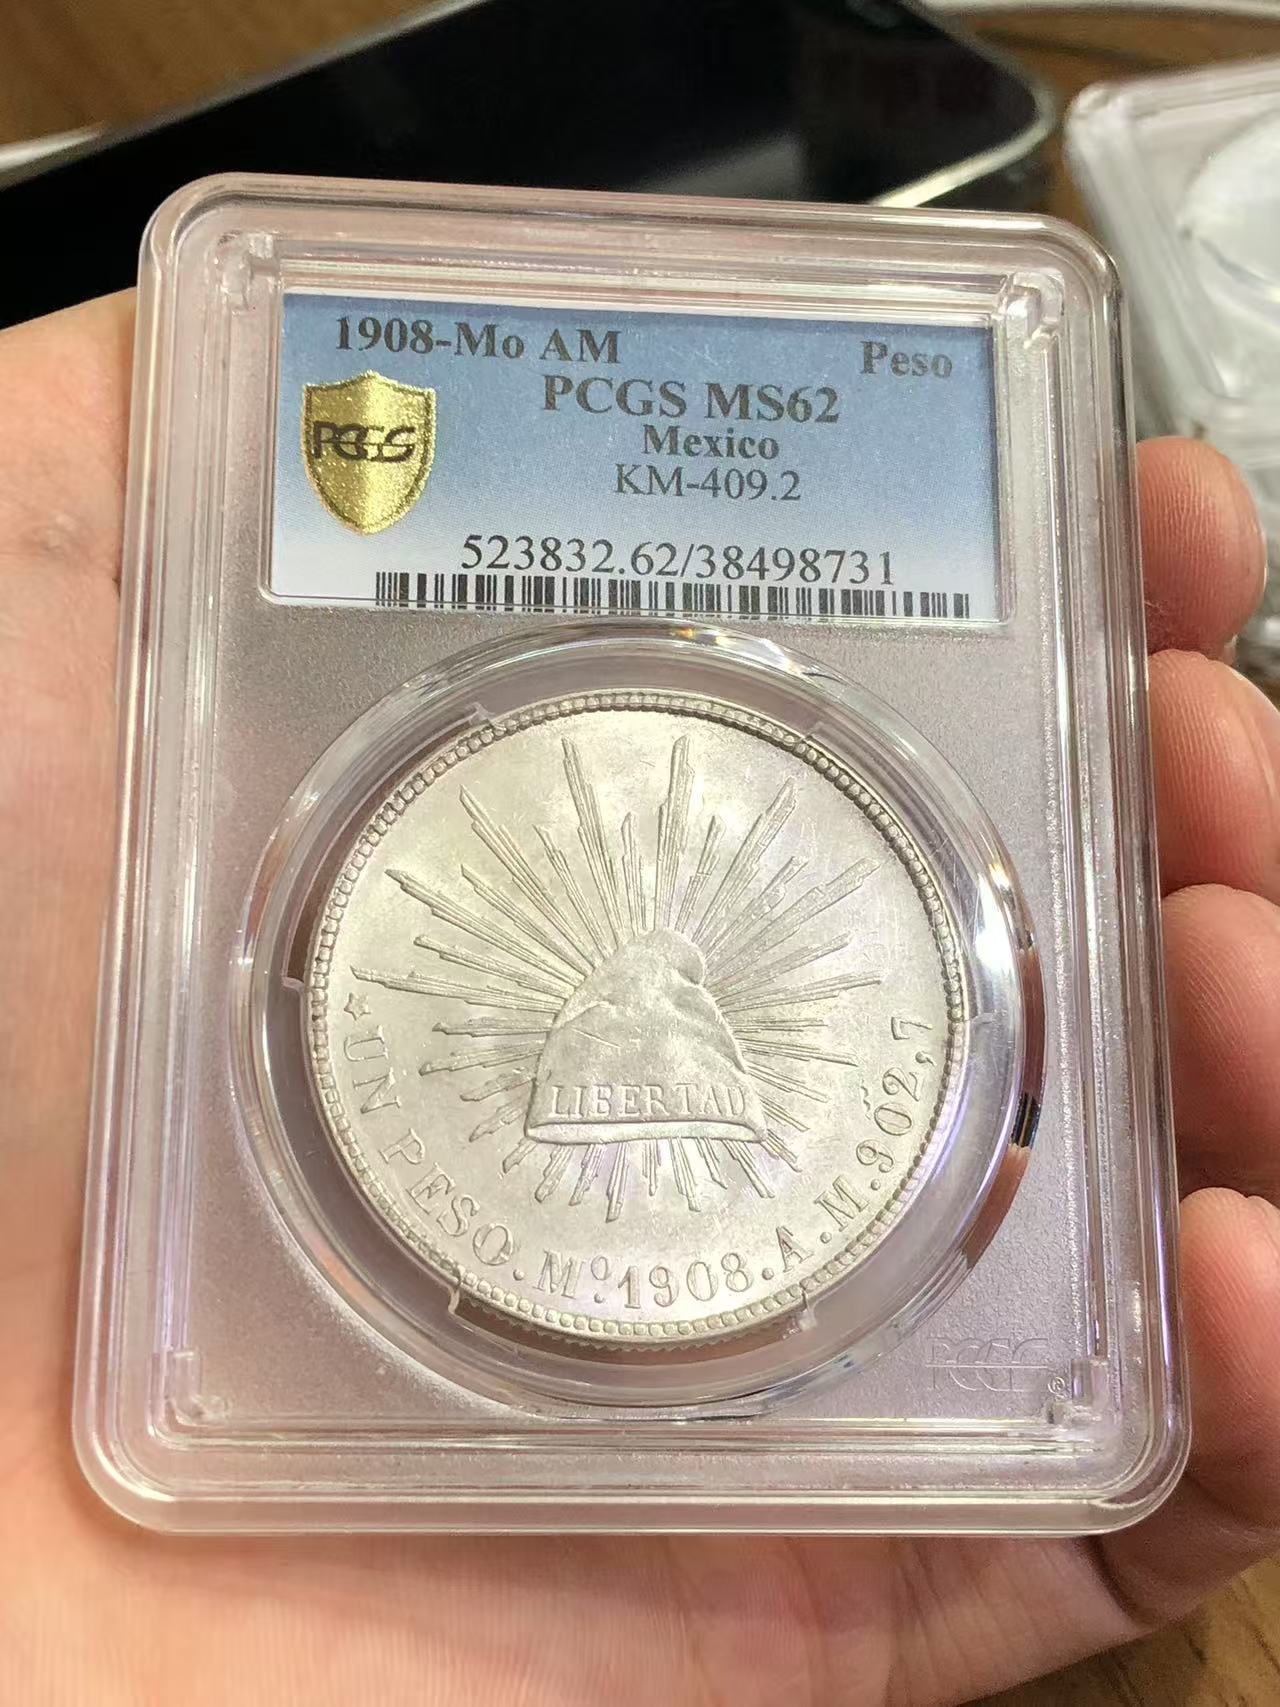 1908-Mo AM
Peso
PCGS MS62
PCGS
Mexico
KM-409.2
523832.62/38498731
LIBERTAD
UN PESO. Mº. 1908. A. M. 902,7
PCGS